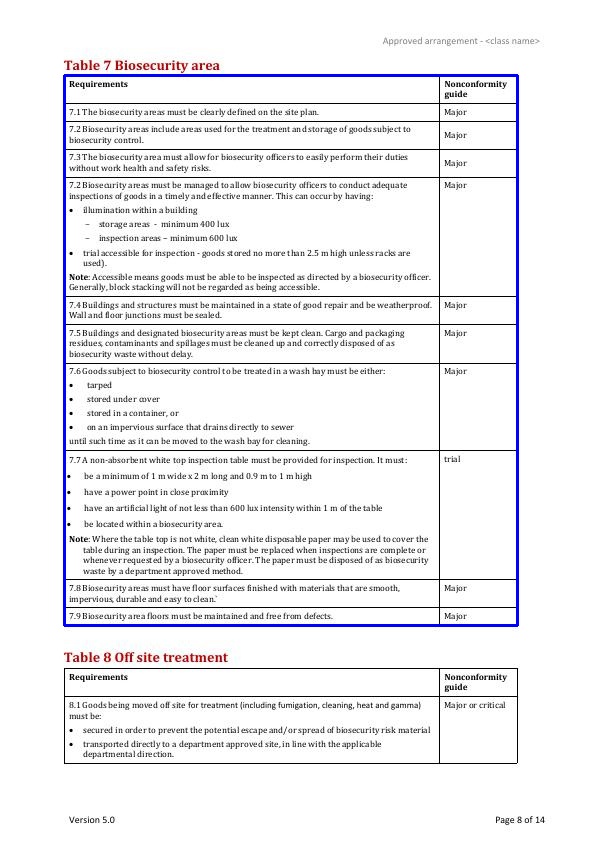 Approved arrangement - <class name>
Table 7 Biosecurity area
Requirements
Nonconformity
guide
7.1 The biosecurity areas must be clearly defined on the site plan.
Major
7.2 Biosecurity areas include areas used for the treatment and storage of goods subject to
biosecurity control.
Major
7.3 The biosecurity area must allow for biosecurity officers to easily perform their duties
without work health and safety risks.
Major
7.2 Biosecurity areas must be managed to allow biosecurity officers to conduct adequate
inspections of goods in a timely and effective manner. This can occur by having:
Major
• illumination within a building
– storage areas - minimum 400 lux
– inspection areas – minimum 600 lux
• trial accessible for inspection - goods stored no more than 2.5 m high unless racks are
used).
Note: Accessible means goods must be able to be inspected as directed by a biosecurity officer.
Generally, block stacking will not be regarded as being accessible.
7.4 Buildings and structures must be maintained in a state of good repair and be weatherproof.
Wall and floor junctions must be sealed.
Major
7.5 Buildings and designated biosecurity areas must be kept clean. Cargo and packaging
residues, contaminants and spillages must be cleaned up and correctly disposed of as
biosecurity waste without delay.
Major
7.6 Goods subject to biosecurity control to be treated in a wash bay must be either:
Major
• tarped
• stored under cover
• stored in a container, or
• on an impervious surface that drains directly to sewer
until such time as it can be moved to the wash bay for cleaning.
7.7 A non-absorbent white top inspection table must be provided for inspection. It must:
trial
• be a minimum of 1 m wide x 2 m long and 0.9 m to 1 m high
• have a power point in close proximity
• have an artificial light of not less than 600 lux intensity within 1 m of the table
• be located within a biosecurity area.
Note: Where the table top is not white, clean white disposable paper may be used to cover the
table during an inspection. The paper must be replaced when inspections are complete or
whenever requested by a biosecurity officer. The paper must be disposed of as biosecurity
waste by a department approved method.
7.8 Biosecurity areas must have floor surfaces finished with materials that are smooth,
impervious, durable and easy to clean.`
Major
7.9 Biosecurity area floors must be maintained and free from defects.
Major
Table 8 Off site treatment
Requirements
Nonconformity
guide
8.1 Goods being moved off site for treatment (including fumigation, cleaning, heat and gamma)
must be:
Major or critical
• secured in order to prevent the potential escape and/or spread of biosecurity risk material
• transported directly to a department approved site, in line with the applicable
departmental direction.
Version 5.0
Page 8 of 14